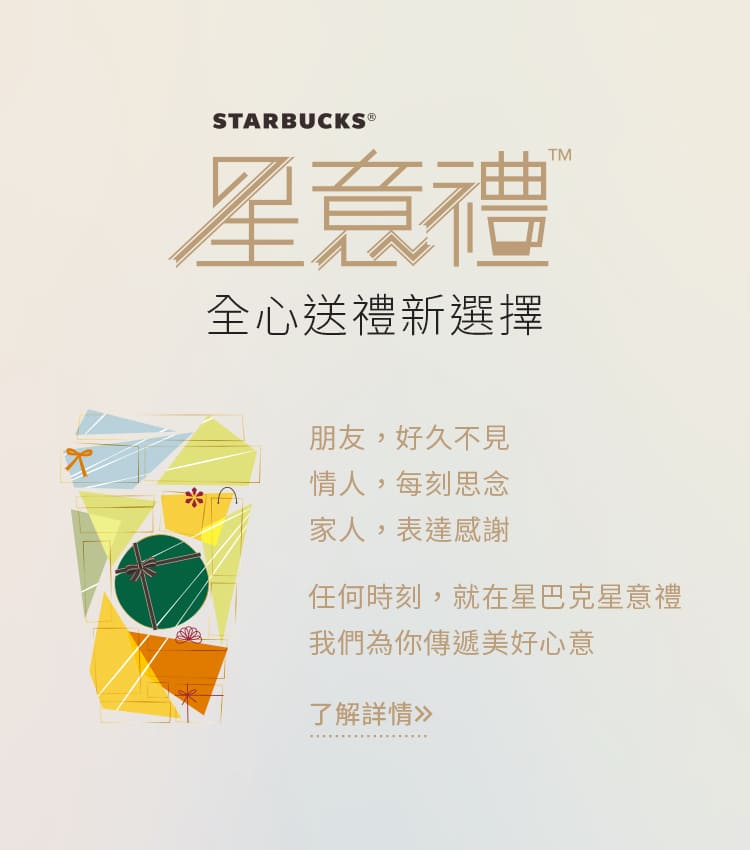 STARBUCKS®
星意禮™
全心送禮新選擇
朋友，好久不見
情人，每刻思念
家人，表達感謝
任何時刻，就在星巴克星意禮
我們為你傳遞美好心意
了解詳情»